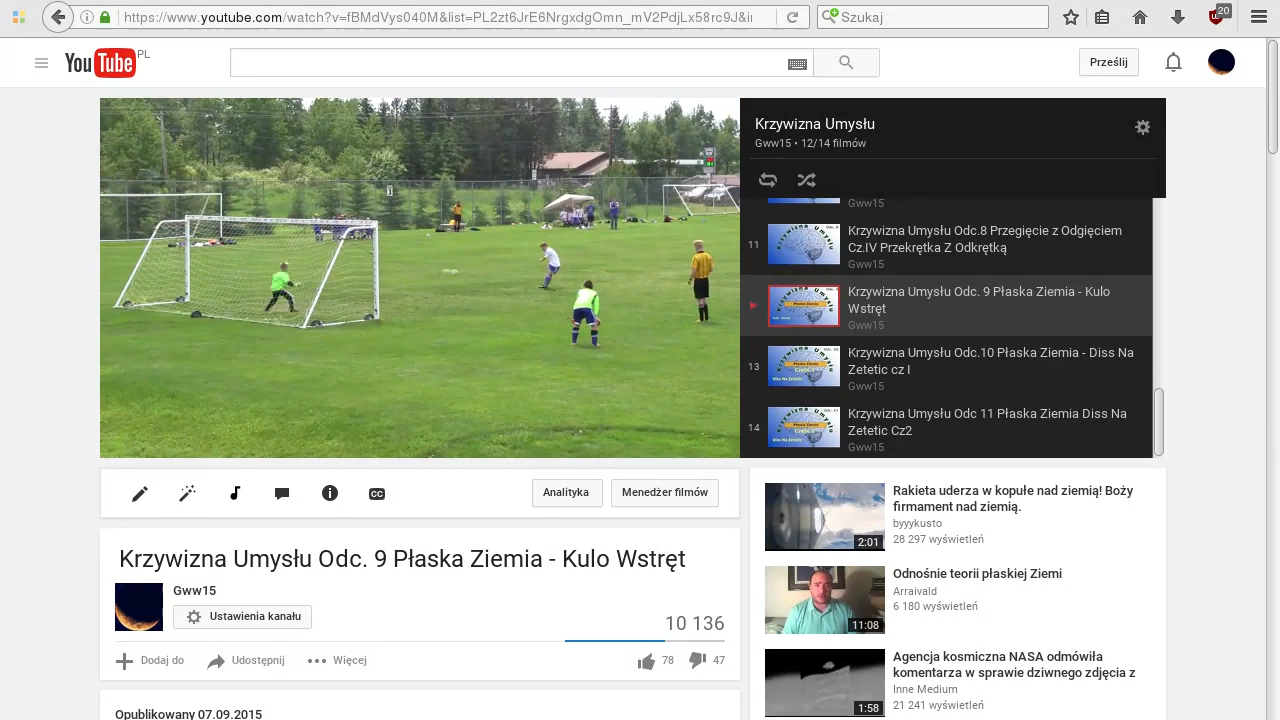 https://www.youtube.com/watch?v=fBMdVys040M&list=
Szukaj
20
YouTube PL
Prześlij
Krzywizna Umysłu
Gww15 • 12/14 filmów
Gww15
11
Krzywizna Umysłu Odc.8 Przegięcie z Odgięciem
Cz.IV Przekrętka Z Odkrętką
Gww15
Krzywizna Umysłu Odc. 9 Płaska Ziemia - Kulo
Wstręt
Gww15
13
Krzywizna Umysłu Odc.10 Płaska Ziemia - Diss Na
Zetetic cz I
Gww15
14
Krzywizna Umysłu Odc 11 Płaska Ziemia Diss Na
Zetetic Cz2
Gww15
CC
Analityka
Menedżer filmów
Krzywizna Umysłu Odc. 9 Płaska Ziemia - Kulo Wstręt
Gww15
Ustawienia kanału
10 136
Dodaj do
Udostępnij
Więcej
78
47
Opublikowany 07.09.2015
Rakieta uderza w kopułe nad ziemią! Boży
firmament nad ziemią.
byyykusto
28 297 wyświetleń
2:01
Odnośnie teorii płaskiej Ziemi
Arraivald
6 180 wyświetleń
11:08
Agencja kosmiczna NASA odmówiła
komentarza w sprawie dziwnego zdjęcia z
Inne Medium
21 241 wyświetleń
1:58